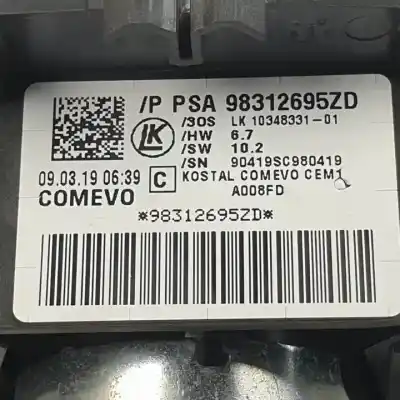 /P PSA 98312695ZD
/3OS LK 10348331-01
/HW 6.7
/SW 10.2
/SN 90419SC980419
LK
09.03.19 06:39 C KOSTAL COMEVO CEM1
COMEVO A008FD
*98312695ZD*